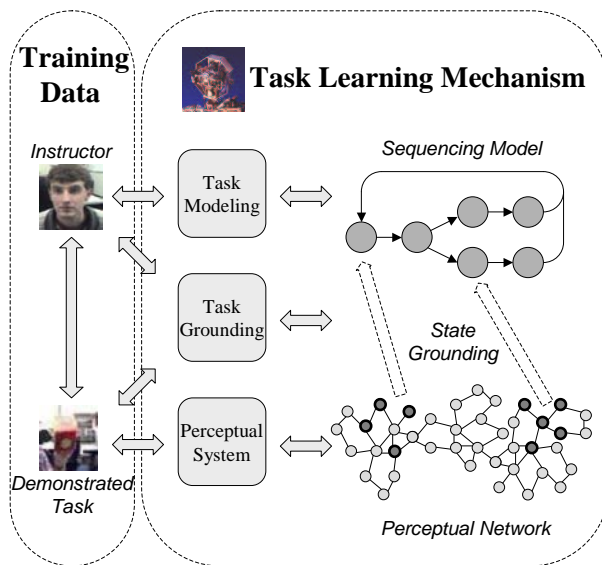 Training
Data
Task Learning Mechanism
Instructor
Task
Modeling
Sequencing Model
Task
Grounding
State
Grounding
Perceptual
System
Demonstrated
Task
Perceptual Network